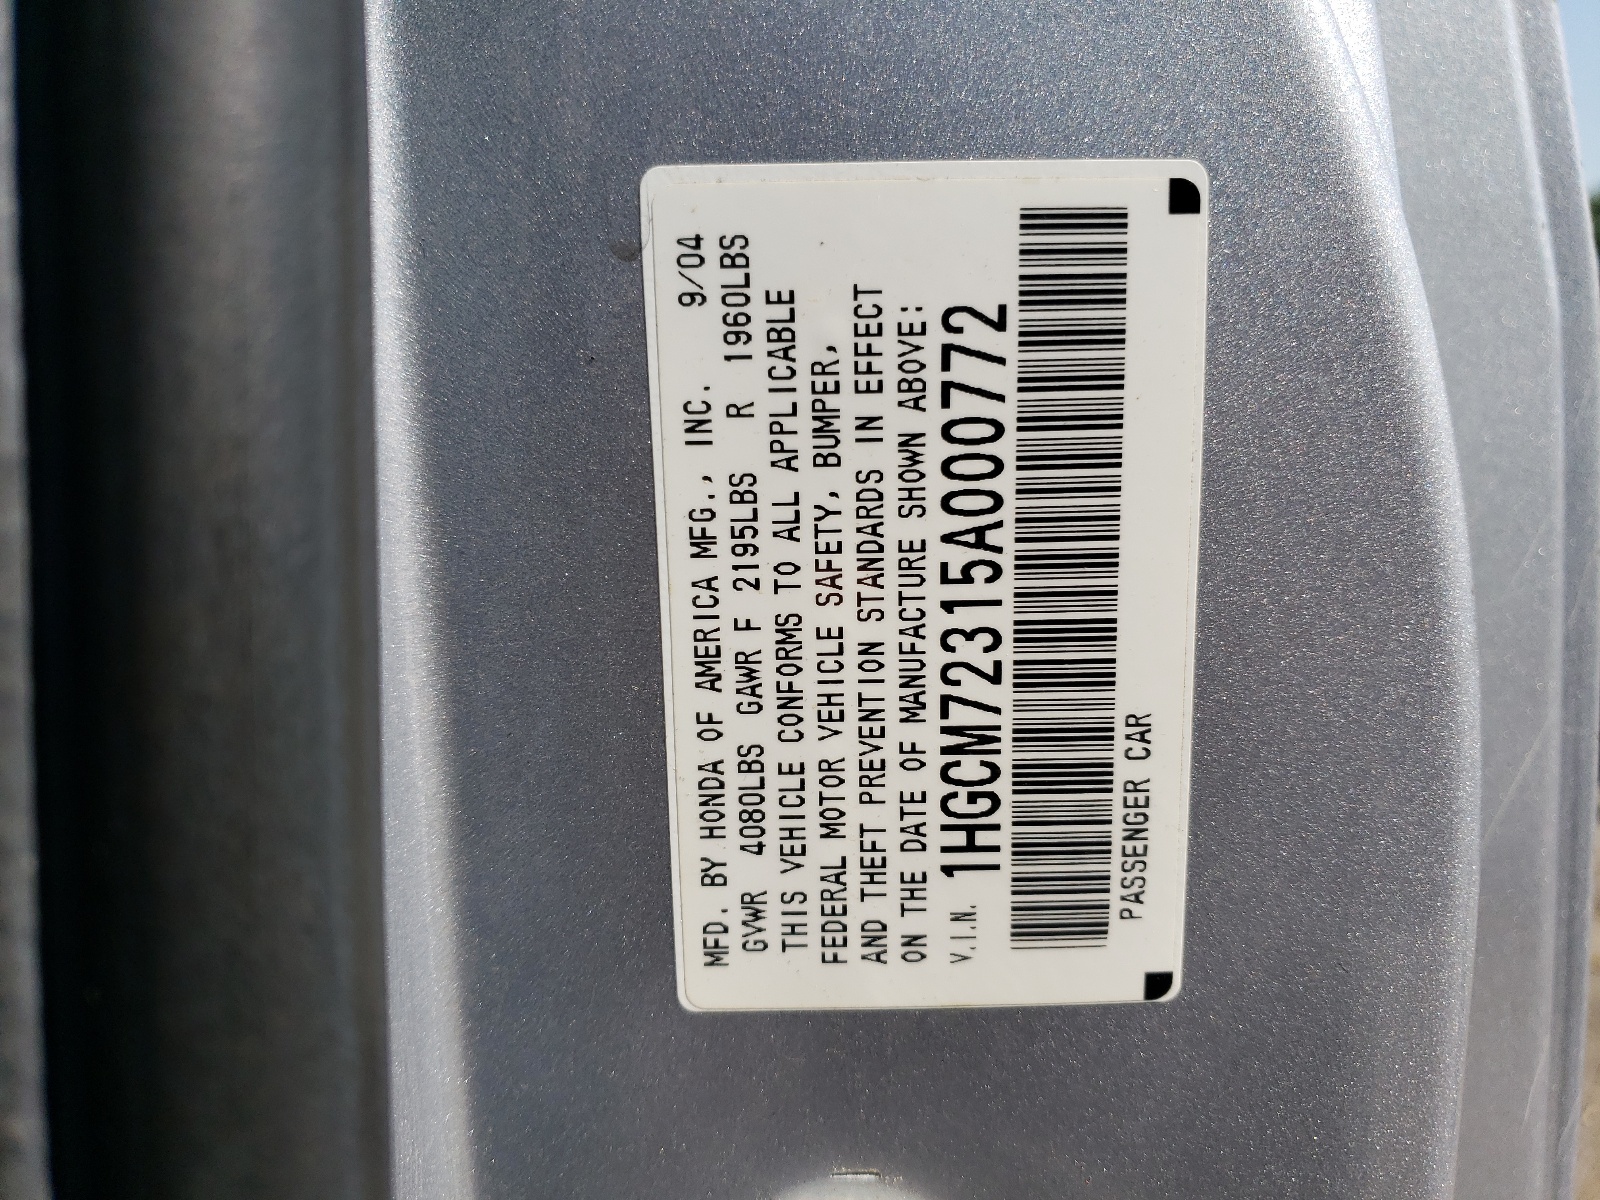 MFD. BY HONDA OF AMERICA MFG., INC. 9/04
GVWR 4080LBS GAWR F 2195LBS R 1960LBS
THIS VEHICLE CONFORMS TO ALL APPLICABLE
FEDERAL MOTOR VEHICLE SAFETY, BUMPER,
AND THEFT PREVENTION STANDARDS IN EFFECT
ON THE DATE OF MANUFACTURE SHOWN ABOVE:
V.I.N. 1HGCM72315A000772
PASSENGER CAR